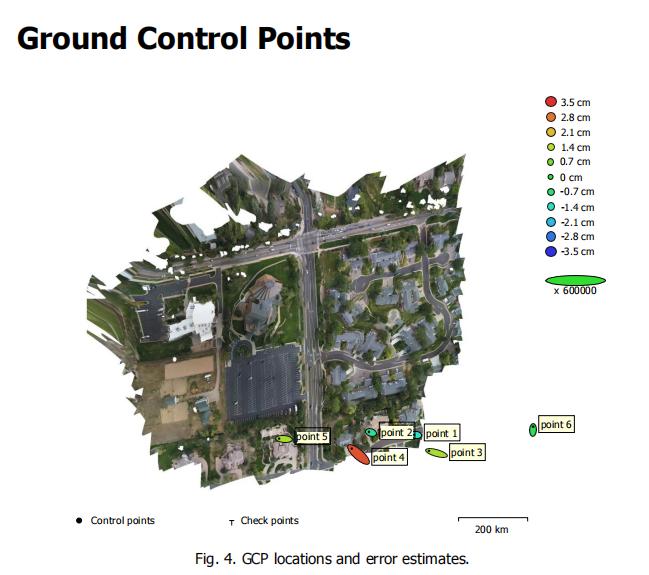 Ground Control Points
3.5 cm
2.8 cm
2.1 cm
1.4 cm
0.7 cm
0 cm
-0.7 cm
-1.4 cm
-2.1 cm
-2.8 cm
-3.5 cm
x 600000
point 6
point 5
point 2
point 1
point 4
point 3
Control points
Check points
200 km
Fig. 4. GCP locations and error estimates.